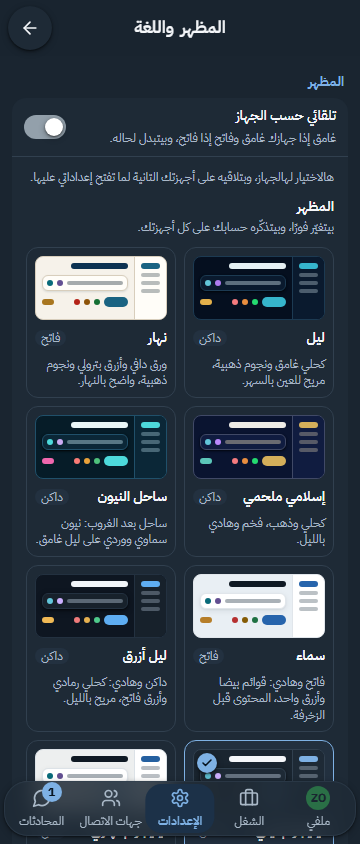 المظهر واللغة
المظهر
تلقائي حسب الجهاز
غامق إذا جهازك غامق وفاتح إذا فاتح، وبيتبدل لحاله.
هالاختيار لهالجهاز، وبتلاقيه على أجهزتك التانية لما تفتح إعداداتي عليها.
المظهر
بيتغيّر فورًا، وبيتذكّره حسابك على كل أجهزتك.
ليل
داكن
كحلي غامق ونجوم ذهبية،
مريح للعين بالسهر.
نهار
فاتح
ورق دافي وأزرق بترولي ونجوم
ذهبية، واضح بالنهار.
إسلامي ملحمي
داكن
كحلي وذهب، فخم وهادي
بالليل.
ساحل النيون
داكن
ساحل بعد الغروب: نيون
سماوي ووردي على ليل غامق.
سماء
فاتح
فاتح وهادي: قوائم بيضا
وأزرق واحد، المحتوى قبل
الزخرفة.
ليل أزرق
داكن
داكن وهادي: كحلي رمادي
وأزرق فاتح، مريح بالليل.
ZO
ملفي
الشغل
الإعدادات
جهات الاتصال
1
المحادثات